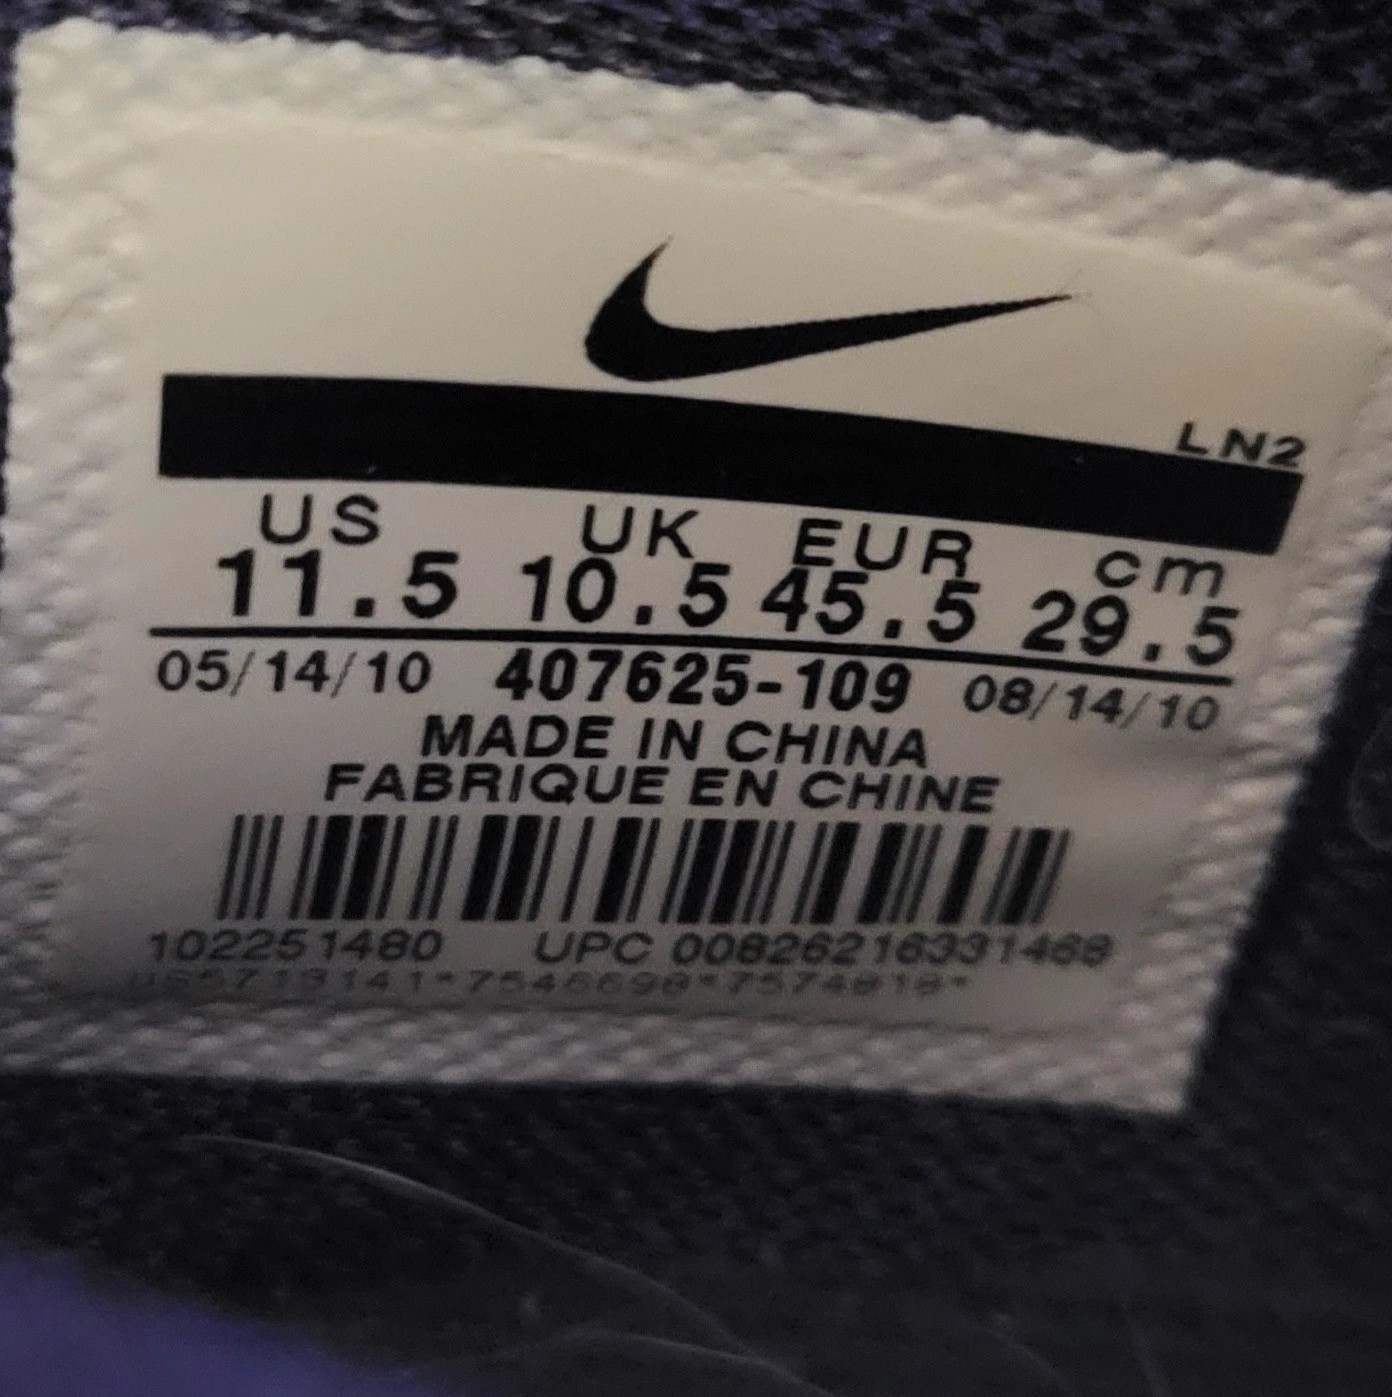 LN2
US UK EUR cm
11.5 10.5 45.5 29.5
05/14/10 407625-109 08/14/10
MADE IN CHINA
FABRIQUE EN CHINE
102251480 UPC 00826216331468